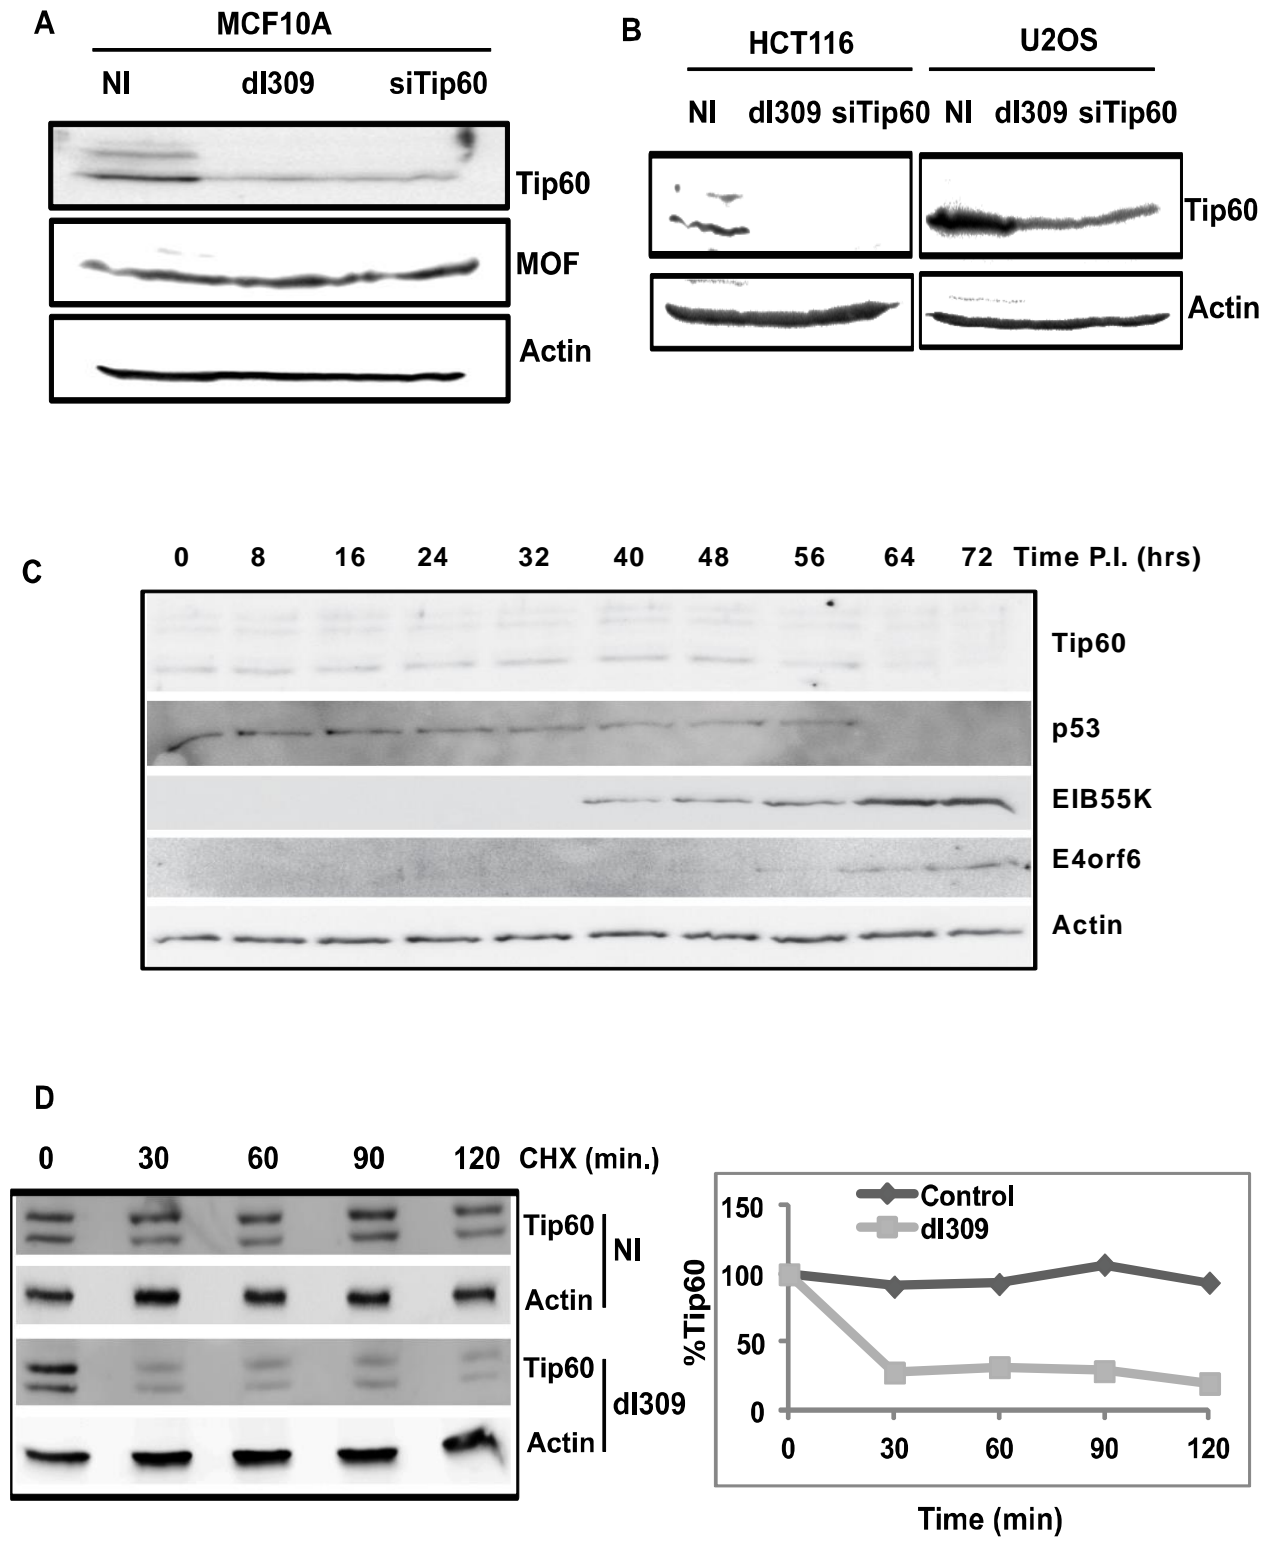 A
MCF10A
NI dl309 siTip60
Tip60
MOF
Actin
B
HCT116 U2OS
NI dl309 siTip60 NI dl309 siTip60
Tip60
Actin
C
0 8 16 24 32 40 48 56 64 72 Time P.I. (hrs)
Tip60
p53
EIB55K
E4orf6
Actin
D
0 30 60 90 120 CHX (min.)
Tip60
NI
Actin
Tip60
dl309
Actin
Control
dl309
150
100
50
0
%Tip60
0 30 60 90 120
Time (min)